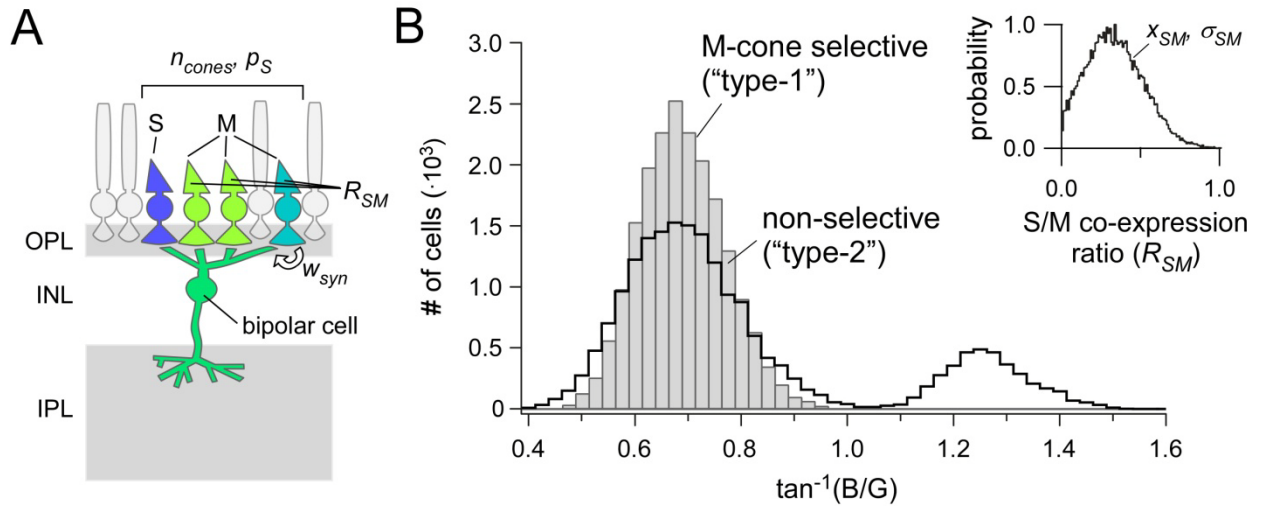 A
n_cones, p_S
S
M
R_SM
OPL
w_syn
INL
bipolar cell
IPL
B
# of cells (·10³)
3.0
2.5
2.0
1.5
1.0
0.5
0
M-cone selective
("type-1")
non-selective
("type-2")
0.4
0.6
0.8
1.0
1.2
1.4
1.6
tan⁻¹(B/G)
probability
1.0
0.5
0.0
x_SM, σ_SM
0.0
1.0
S/M co-expression
ratio (R_SM)